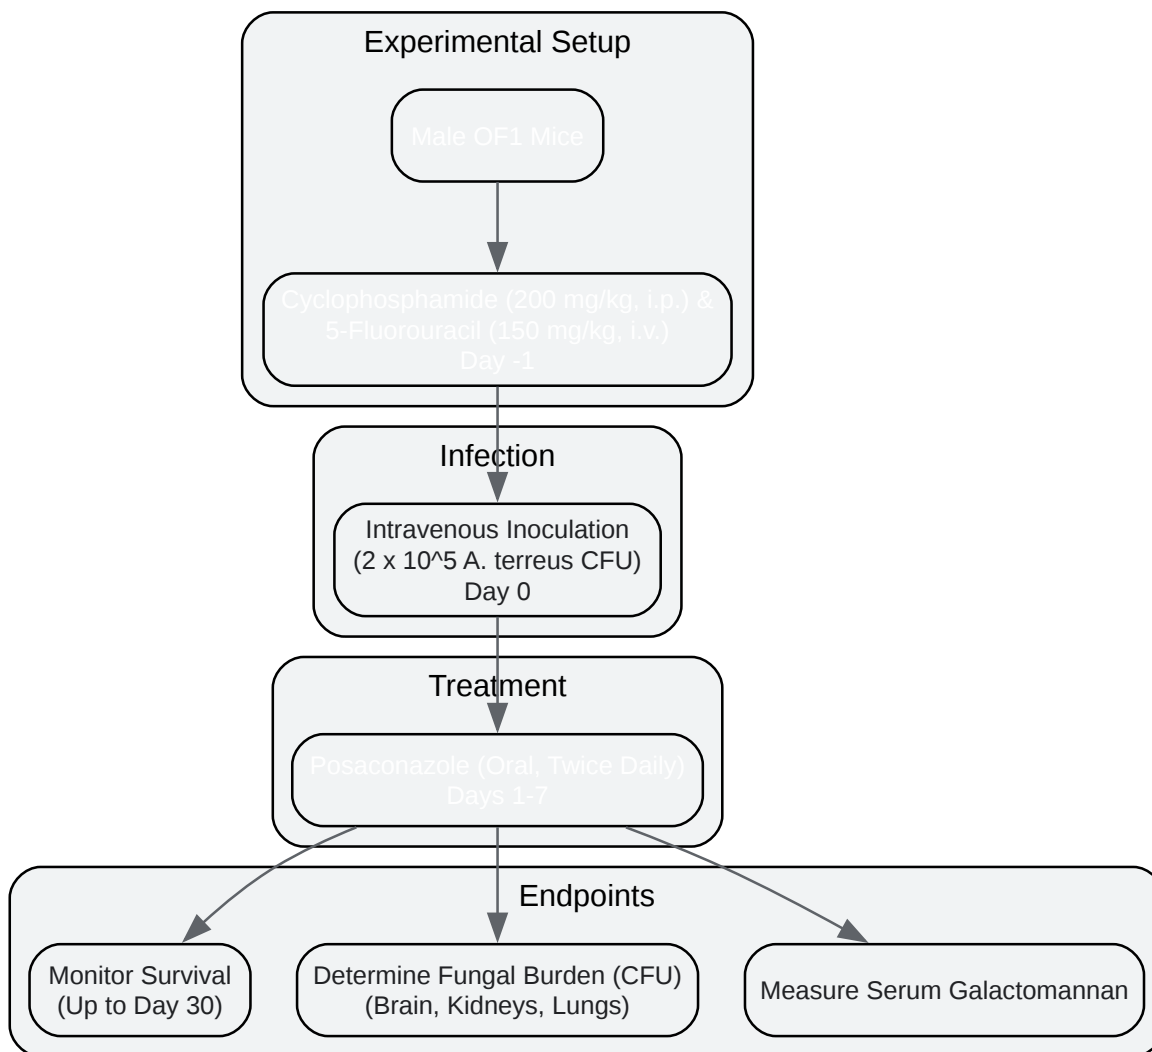 Experimental Setup
Male OF1 Mice
Cyclophosphamide (200 mg/kg, i.p.) &
5-Fluorouracil (150 mg/kg, i.v.)
Day -1
Infection
Intravenous Inoculation
(2 x 10^5 A. terreus CFU)
Day 0
Treatment
Posaconazole (Oral, Twice Daily)
Days 1-7
Endpoints
Monitor Survival
(Up to Day 30)
Determine Fungal Burden (CFU)
(Brain, Kidneys, Lungs)
Measure Serum Galactomannan